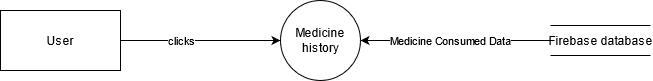 User
clicks
Medicine
history
Medicine Consumed Data
Firebase database